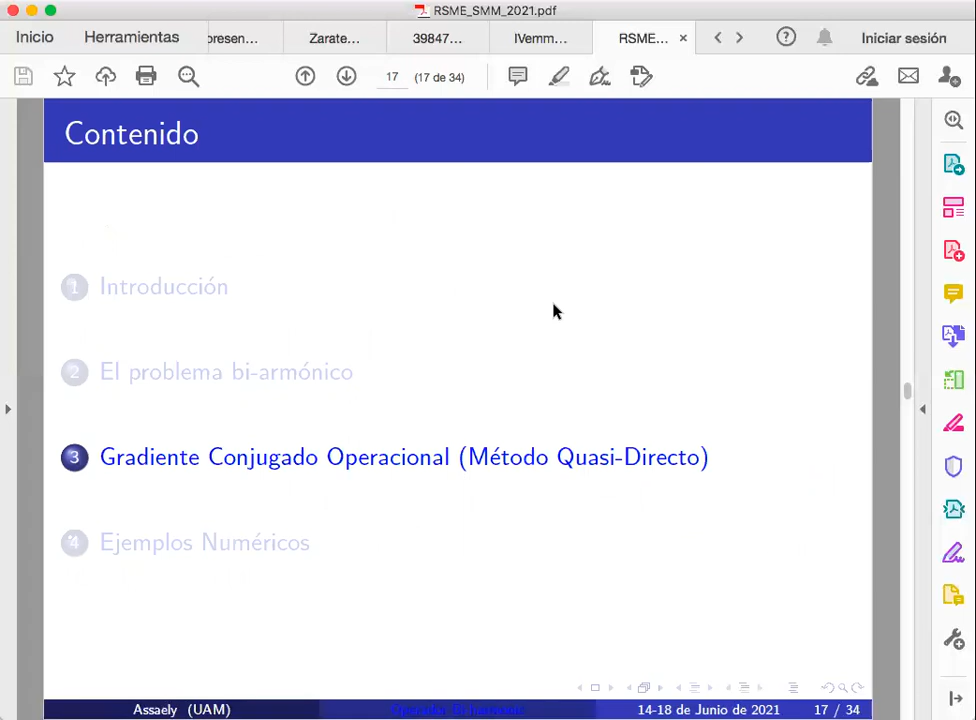 RSME_SMM_2021.pdf
Inicio Herramientas presen... Zarate... 39847... IVemm... RSME... × Iniciar sesión
17 (17 de 34)
Contenido
1 Introducción
2 El problema bi-armónico
3 Gradiente Conjugado Operacional (Método Quasi-Directo)
4 Ejemplos Numéricos
Assaely (UAM) 14-18 de Junio de 2021 17 / 34